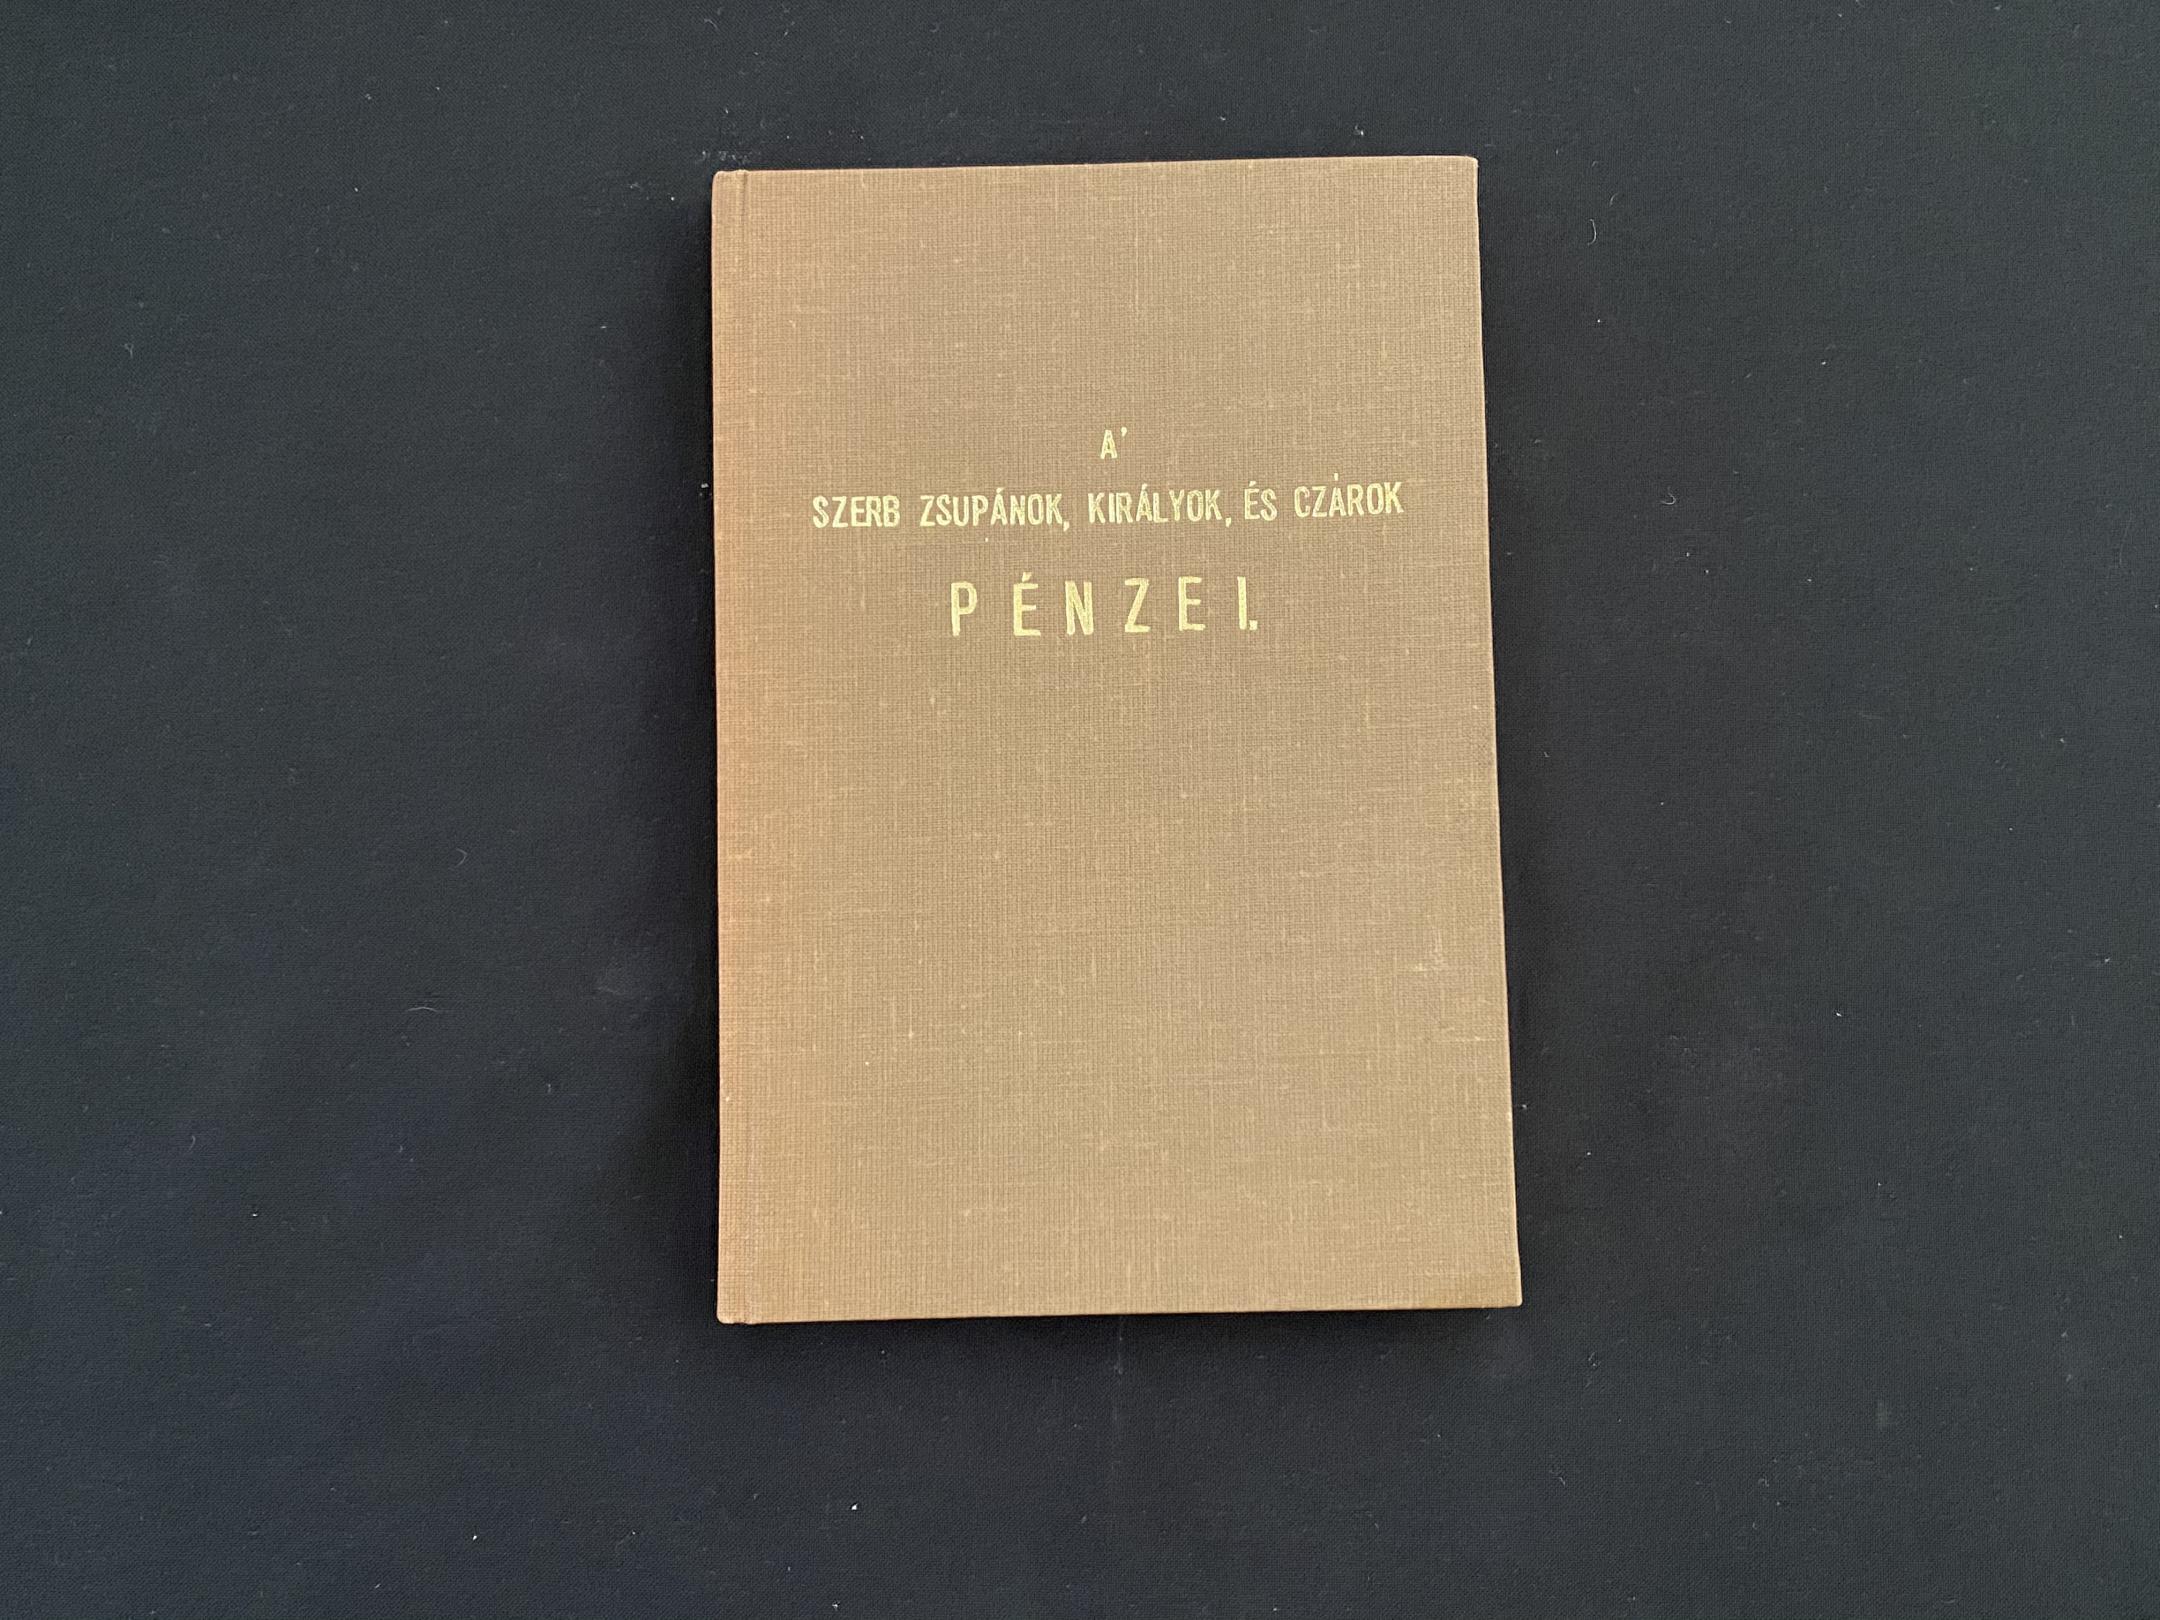 A'
SZERB ZSUPÁNOK, KIRÁLYOK, ÉS CZÁROK
PÉNZEI.